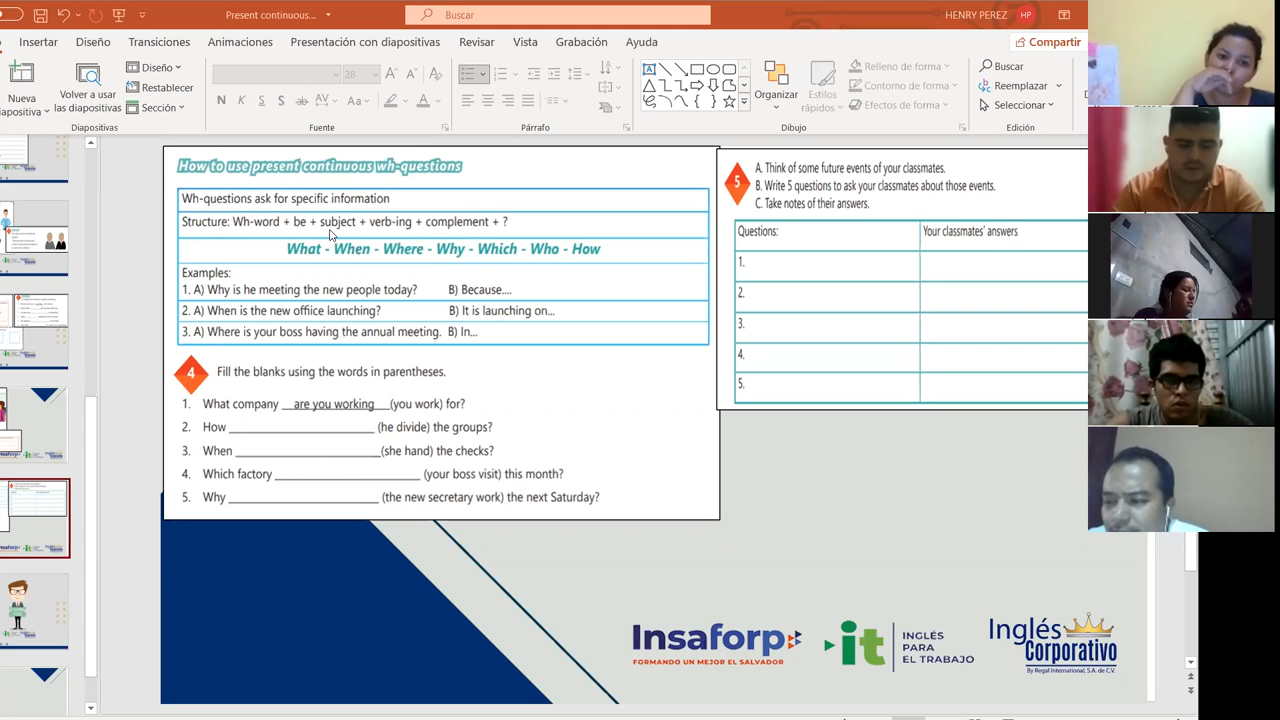 Present continuous...
Buscar
HENRY PEREZ
HP
Insertar
Diseño
Transiciones
Animaciones
Presentación con diapositivas
Revisar
Vista
Grabación
Ayuda
Compartir
Nueva
diapositiva
Volver a usar
las diapositivas
Diseño
Restablecer
Sección
Diapositivas
28
N K S ab AV Aa A
Fuente
Párrafo
Organizar
Estilos
rápidos
Relleno de forma
Contorno de forma
Efectos de forma
Dibujo
Buscar
Reemplazar
Seleccionar
Edición
How to use present continuous wh-questions
Wh-questions ask for specific information
Structure: Wh-word + be + subject + verb-ing + complement + ?
What - When - Where - Why - Which - Who - How
Examples:
1. A) Why is he meeting the new people today? B) Because....
2. A) When is the new office launching? B) It is launching on...
3. A) Where is your boss having the annual meeting. B) In...
4 Fill the blanks using the words in parentheses.
1. What company __are you working__ (you work) for?
2. How ____________________ (he divide) the groups?
3. When ____________________(she hand) the checks?
4. Which factory ____________________ (your boss visit) this month?
5. Why ____________________ (the new secretary work) the next Saturday?
5
A. Think of some future events of your classmates.
B. Write 5 questions to ask your classmates about those events.
C. Take notes of their answers.
Questions: Your classmates' answers
1.
2.
3.
4.
5.
Insaforp
FORMANDO UN MEJOR EL SALVADOR
it
INGLÉS
PARA
EL TRABAJO
Inglés
Corporativo
By Regal International, S.A. de C.V.